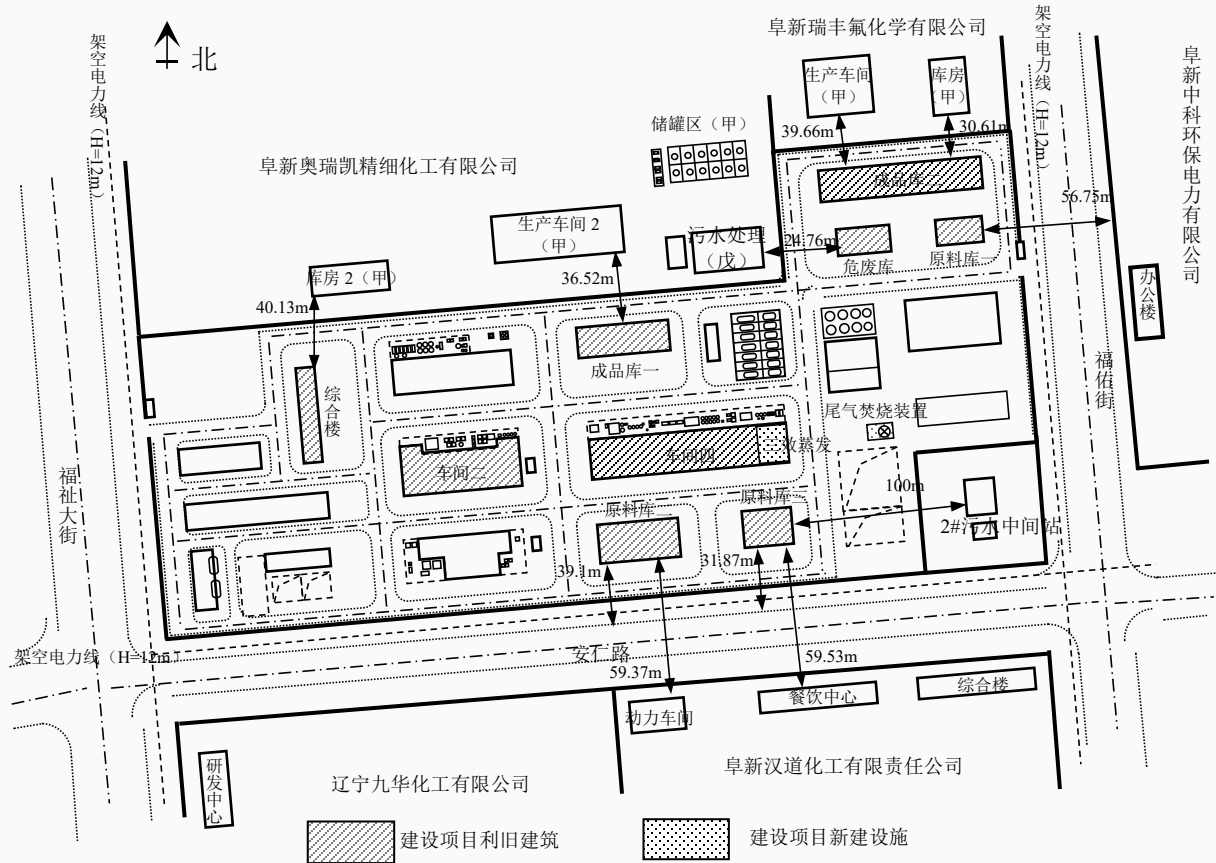 北
架空电力线（H=12m）
阜新瑞丰氟化学有限公司
架空电力线（H=12m）
阜新中科环保电力有限公司
生产车间
（甲）
库房
（甲）
储罐区（甲）
39.66m
30.61m
阜新奥瑞凯精细化工有限公司
成品库
56.75m
生产车间 2
（甲）
污水处理
（戊）
24.76m
危废库
原料库一
库房 2（甲）
36.52m
40.13m
办公楼
成品库一
综合楼
福佑街
尾气焚烧装置
车间四
效蒸发
车间二
福祉大街
100m
原料库二
原料库
2#污水中间站
39.1m
31.87m
架空电力线（H=12m）
安仁路
59.37m
59.53m
动力车间
餐饮中心
综合楼
研发中心
辽宁九华化工有限公司
阜新汉道化工有限责任公司
建设项目利旧建筑
建设项目新建设施